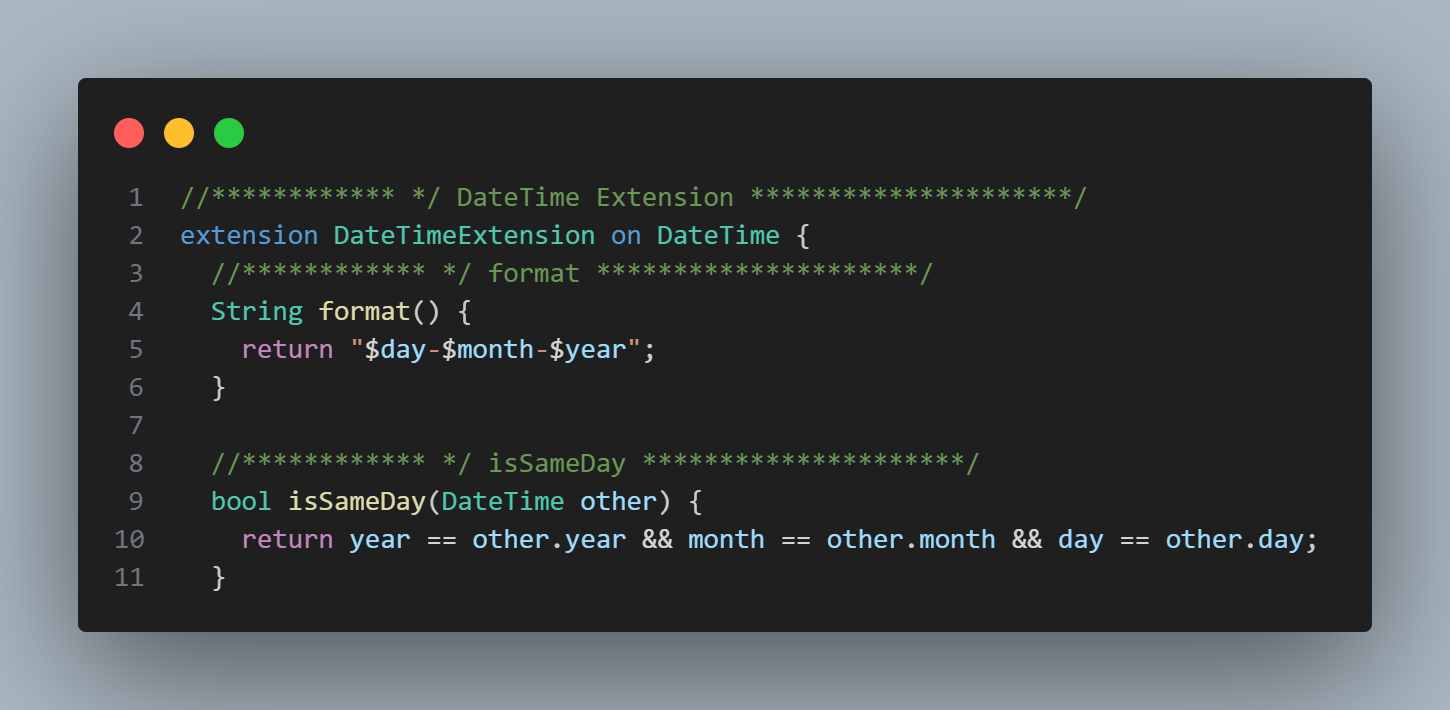 1 //************ */ DateTime Extension *********************/
2 extension DateTimeExtension on DateTime {
3   //************ */ format *********************/
4   String format() {
5     return "$day-$month-$year";
6   }
7
8   //************ */ isSameDay *********************/
9   bool isSameDay(DateTime other) {
10     return year == other.year && month == other.month && day == other.day;
11   }